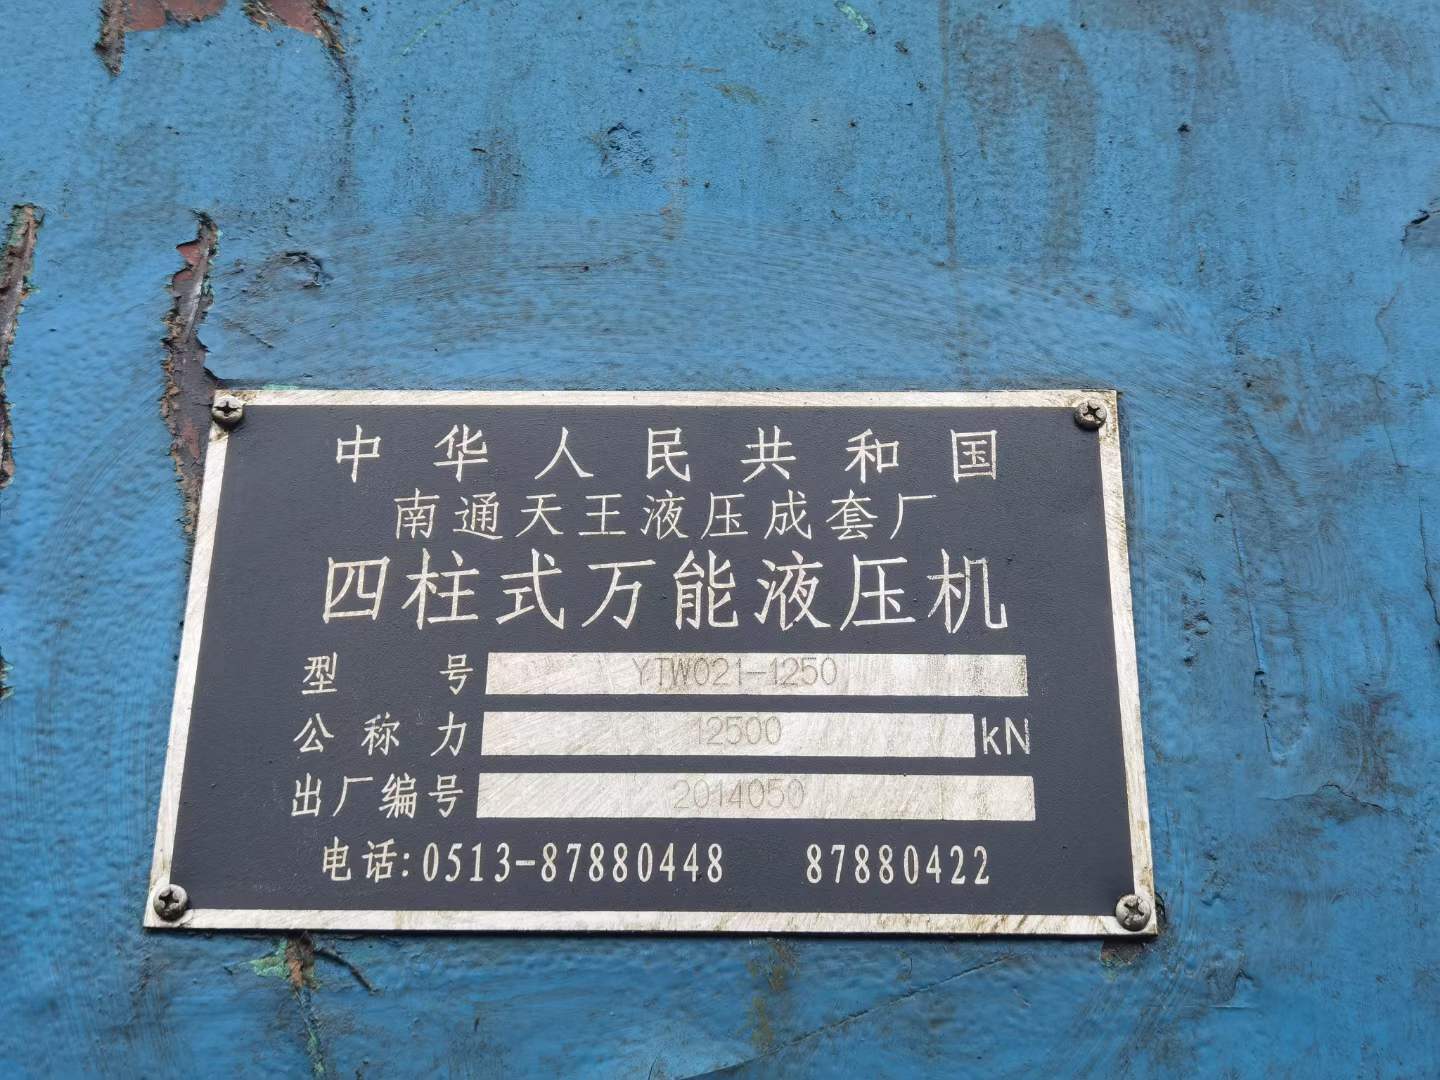 中华人民共和国
南通天王液压成套厂
四柱式万能液压机
型 号 YTW021-1250
公称力 12500 kN
出厂编号 2014050
电话:0513-87880448 87880422